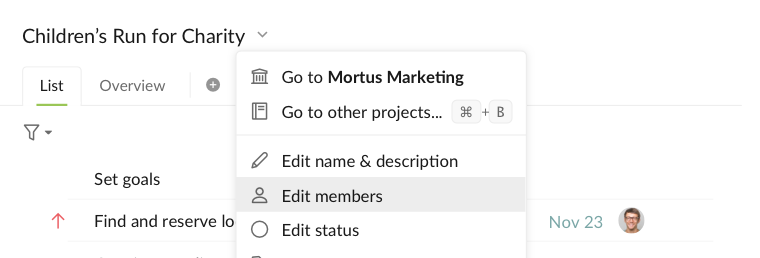 Children's Run for Charity
List Overview
Go to Mortus Marketing
Go to other projects... ⌘ + B
Edit name & description
Set goals
Edit members
Find and reserve lo
Nov 23
Edit status